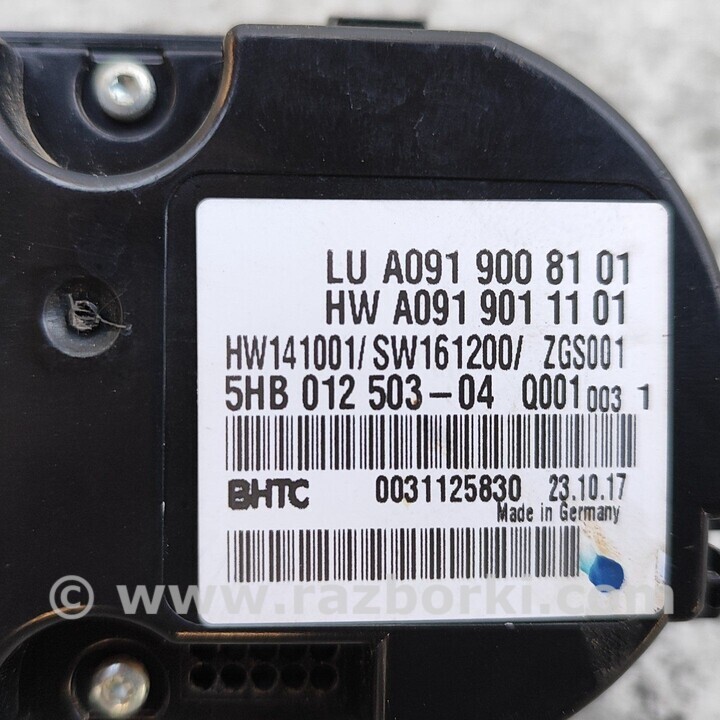 LU A091 900 81 01
HW A091 901 11 01
HW141001/SW161200/ ZGS001
5HB 012 503-04 Q001 003 1
BHTC 0031125830 23.10.17
Made in Germany
© www.razborki.com